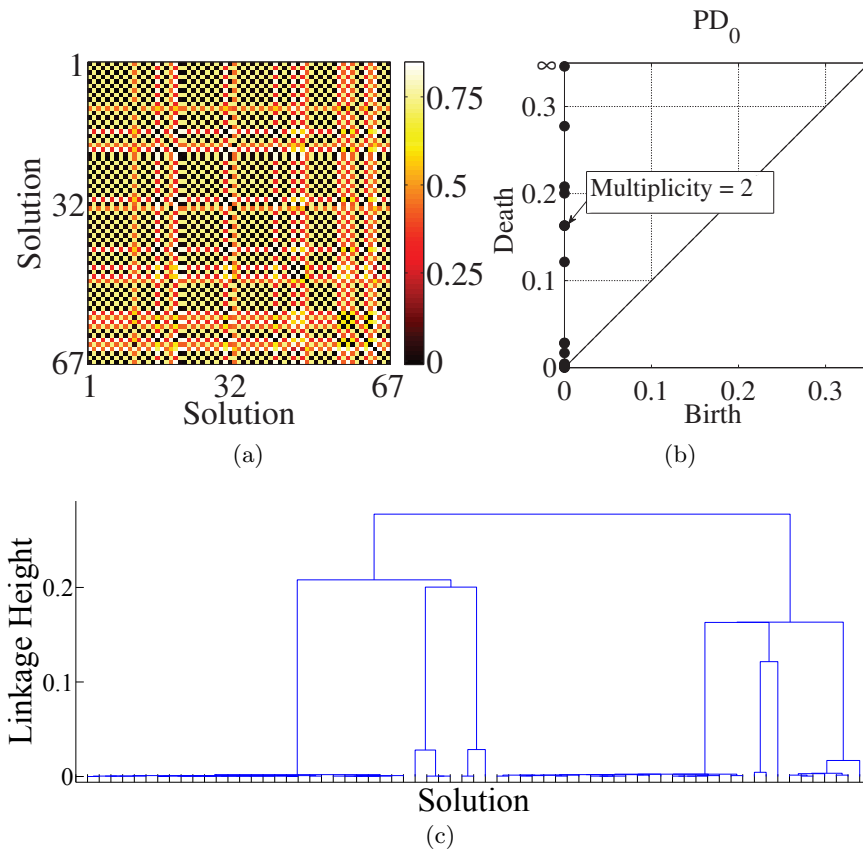 PD0
1
32
67
Solution
1 32 67
Solution
0.75
0.5
0.25
0
(a)
∞
0.3
0.2
0.1
0
Death
Multiplicity = 2
0 0.1 0.2 0.3
Birth
(b)
Linkage Height
0.2
0.1
0
Solution
(c)